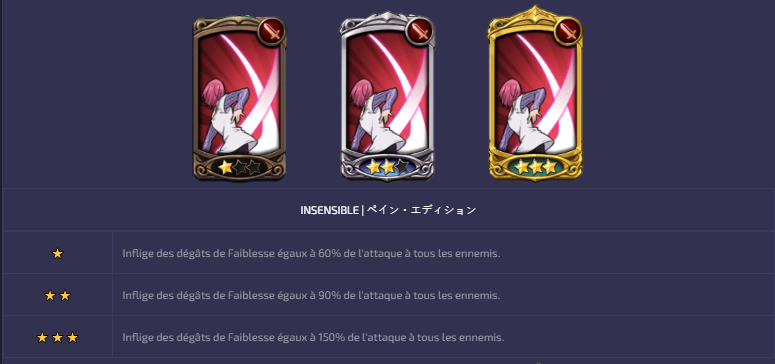 INSENSIBLE | ペイン・エディション
★ Inflige des dégâts de Faiblesse égaux à 60% de l'attaque à tous les ennemis.
★ ★ Inflige des dégâts de Faiblesse égaux à 90% de l'attaque à tous les ennemis.
★ ★ ★ Inflige des dégâts de Faiblesse égaux à 150% de l'attaque à tous les ennemis.